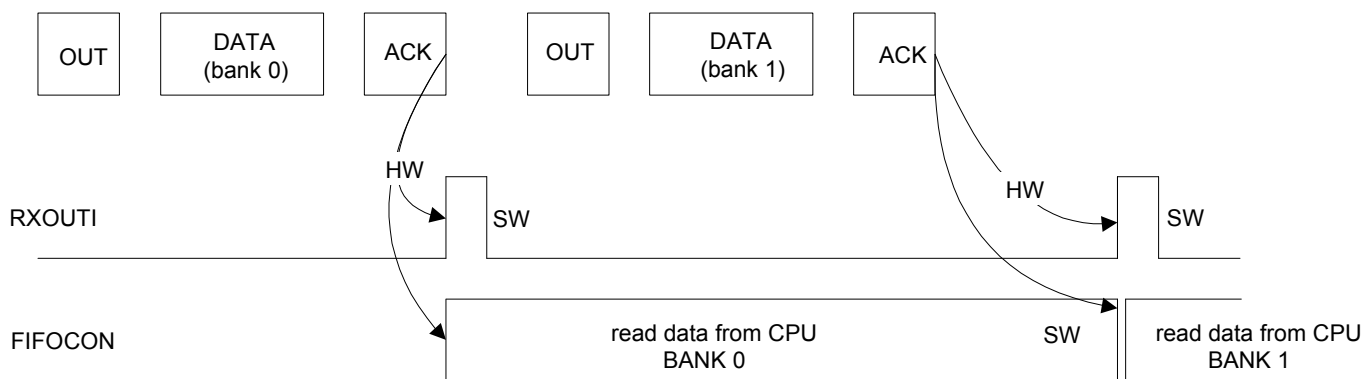 OUT
DATA
(bank 0)
ACK
OUT
DATA
(bank 1)
ACK
HW
HW
RXOUTI
SW
SW
FIFOCON
read data from CPU
BANK 0
SW
read data from CPU
BANK 1